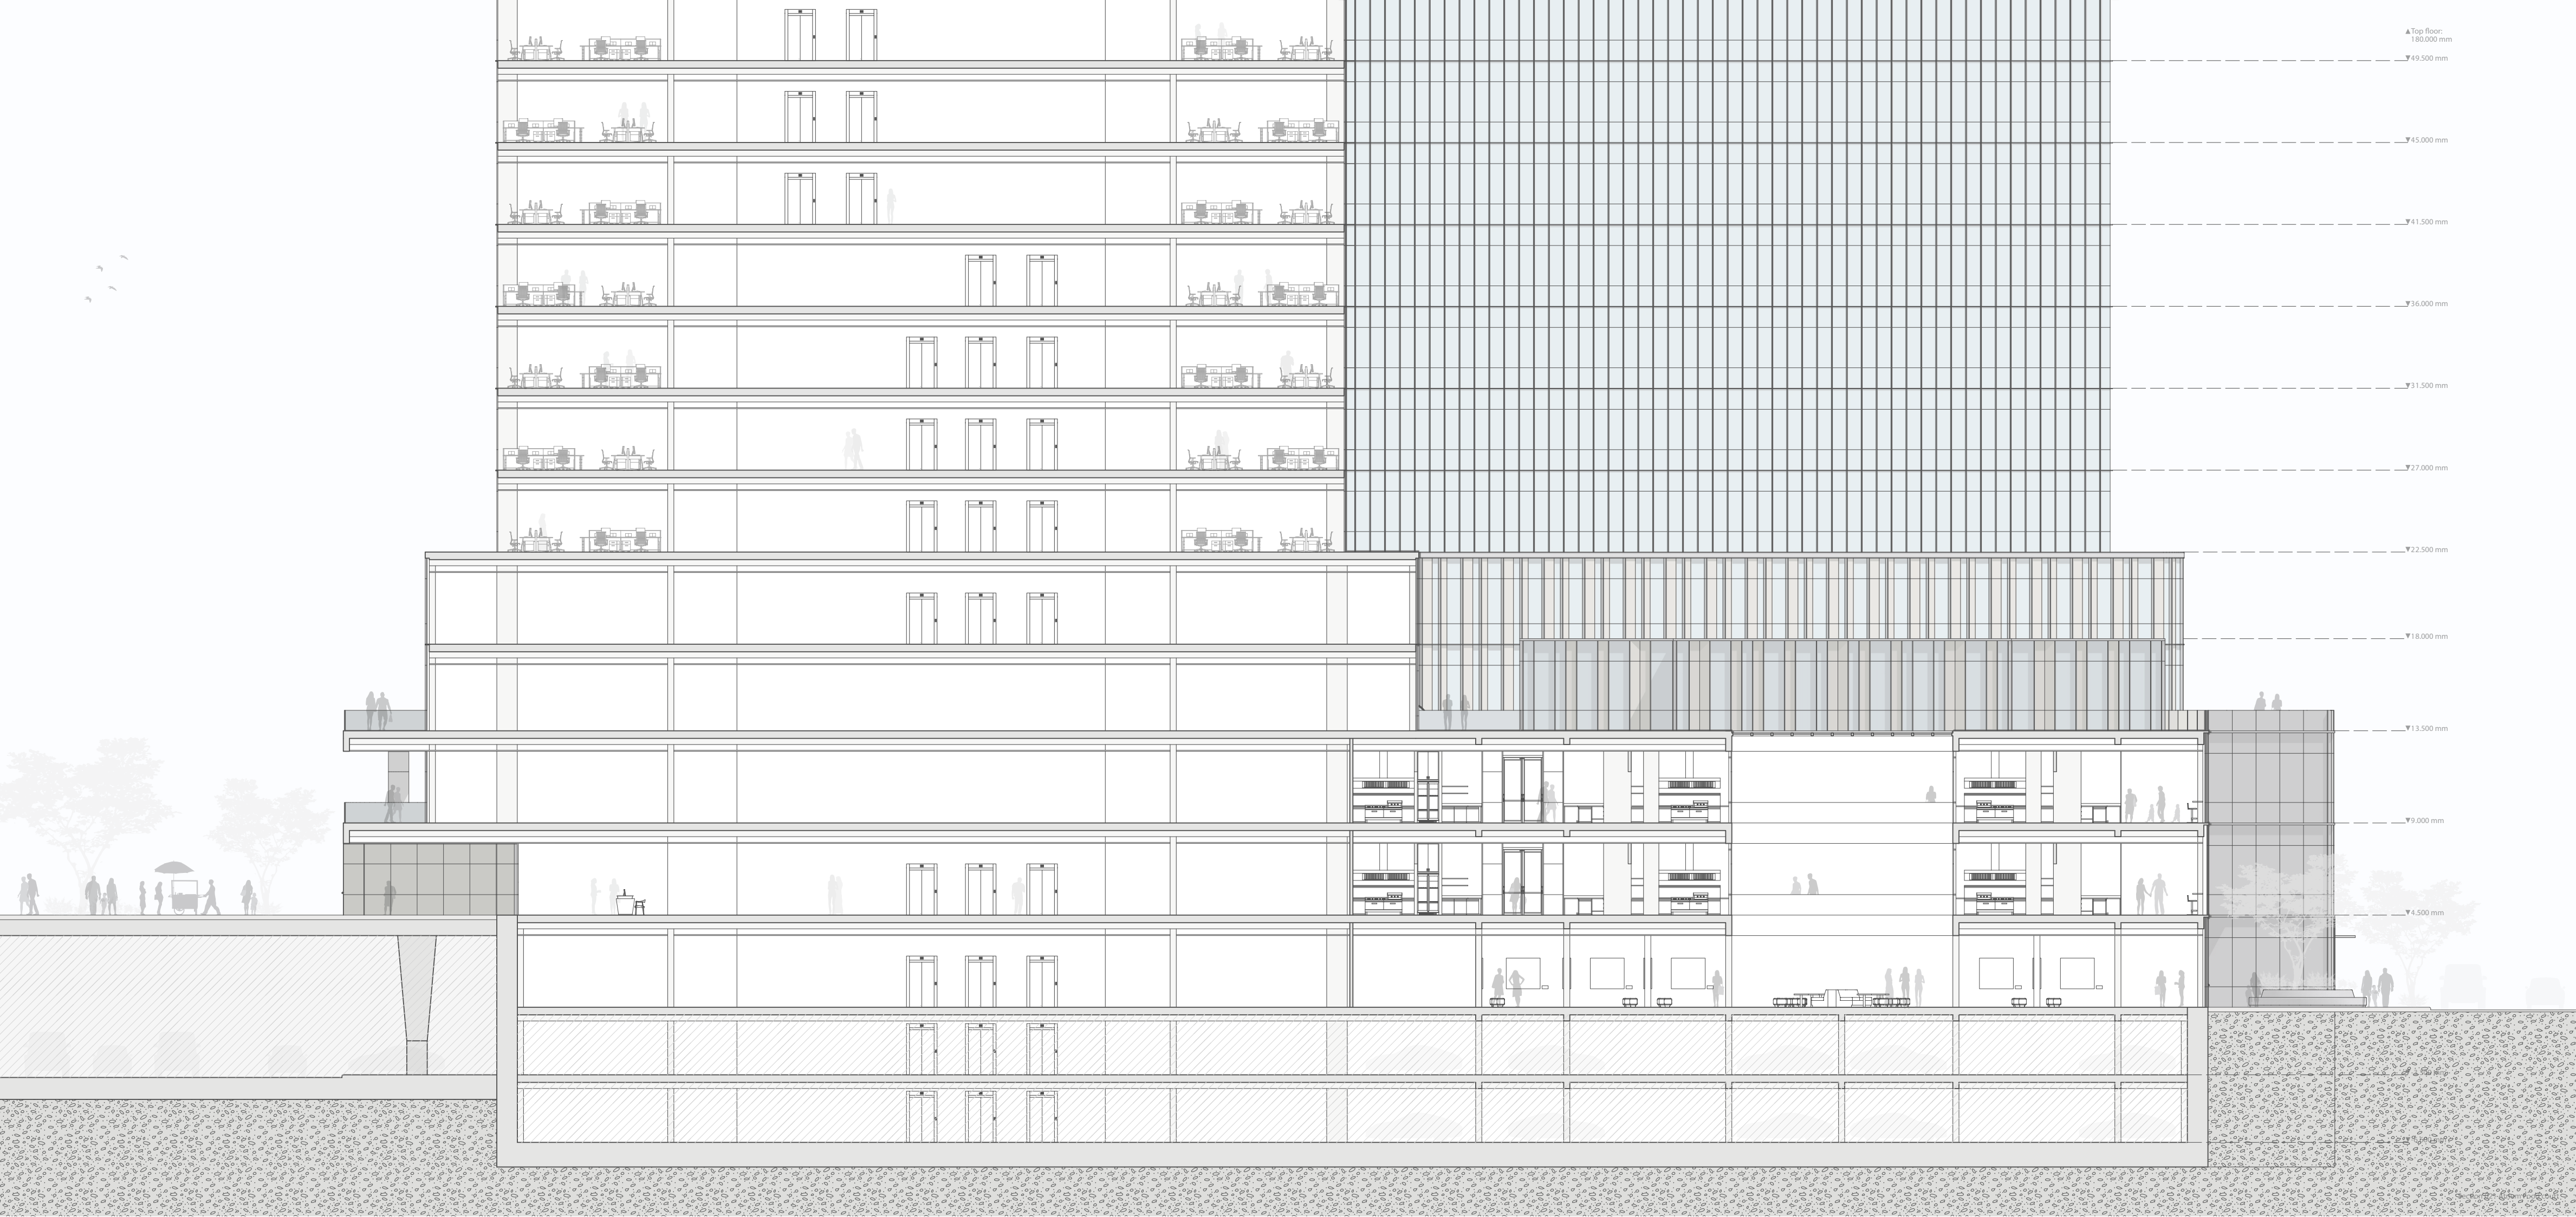 ▲Top floor:
180.000 mm
▼49.500 mm
▼45.000 mm
▼41.500 mm
▼36.000 mm
▼31.500 mm
▼27.000 mm
▼22.500 mm
▼18.000 mm
▼13.500 mm
▼9.000 mm
▼4.500 mm